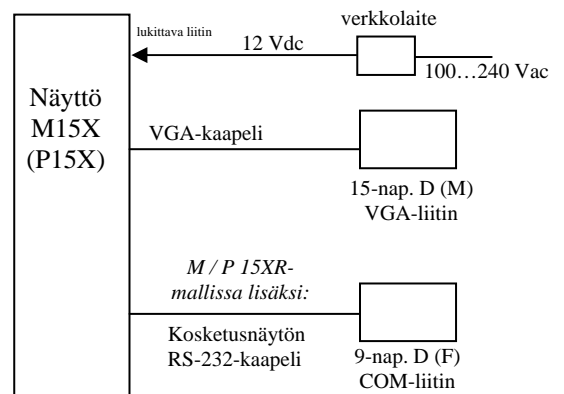 verkkolaite
lukittava liitin
12 Vdc
100…240 Vac
Näyttö
M15X
(P15X)
VGA-kaapeli
15-nap. D (M)
VGA-liitin
M / P 15XR-
mallissa lisäksi:
Kosketusnäytön
RS-232-kaapeli
9-nap. D (F)
COM-liitin